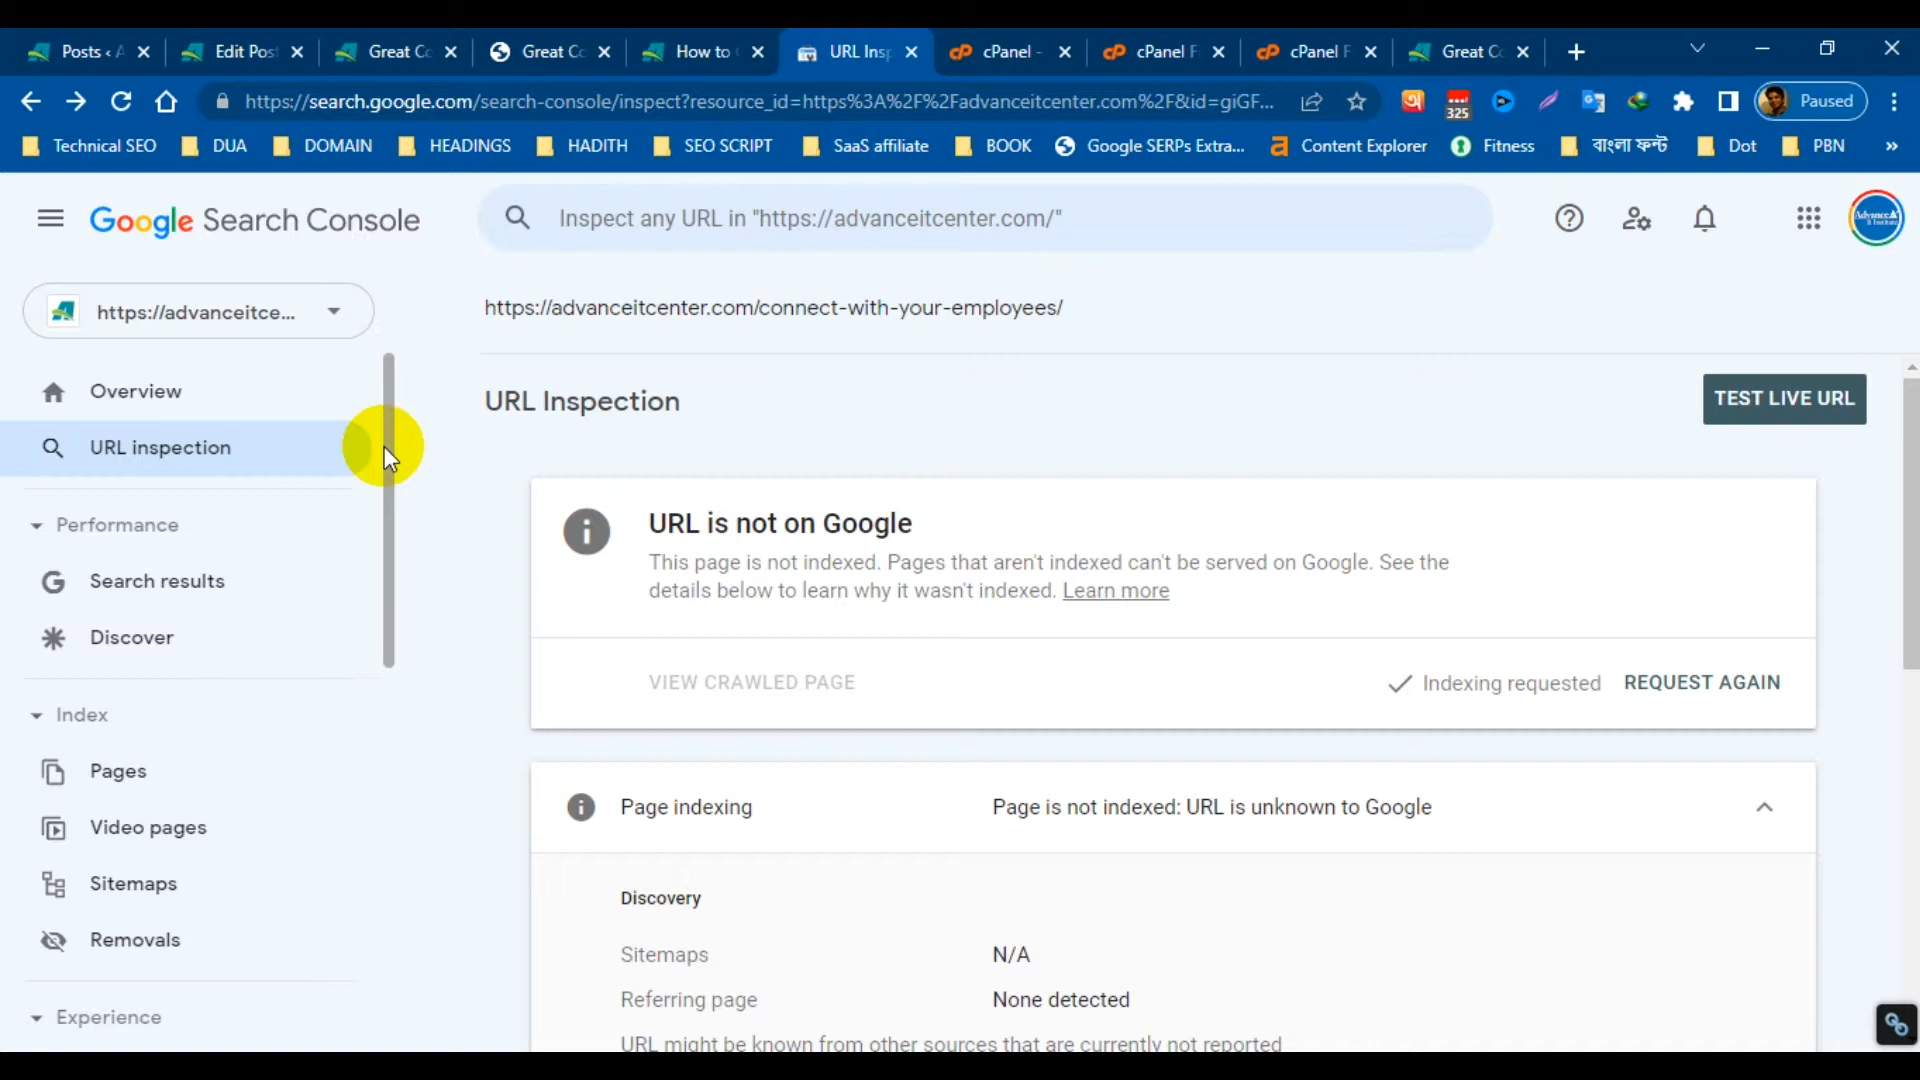 Posts ‹ A
Edit Pos
Great Co
Great Co
How to
URL Insp
cPanel -
cPanel F
cPanel F
Great Co
https://search.google.com/search-console/inspect?resource_id=https%3A%2F%2Fadvanceitcenter.com%2F&id=giGF...
325
Paused
Technical SEO
DUA
DOMAIN
HEADINGS
HADITH
SEO SCRIPT
SaaS affiliate
BOOK
Google SERPs Extra...
Content Explorer
Fitness
বাংলা ফন্ট
Dot
PBN
»
Google Search Console
Inspect any URL in "https://advanceitcenter.com/"
https://advanceitce...
https://advanceitcenter.com/connect-with-your-employees/
Overview
URL inspection
Performance
Search results
Discover
Index
Pages
Video pages
Sitemaps
Removals
Experience
URL Inspection
TEST LIVE URL
URL is not on Google
This page is not indexed. Pages that aren't indexed can't be served on Google. See the
details below to learn why it wasn't indexed. Learn more
VIEW CRAWLED PAGE
Indexing requested
REQUEST AGAIN
Page indexing
Page is not indexed: URL is unknown to Google
Discovery
Sitemaps
N/A
Referring page
None detected
URL might be known from other sources that are currently not reported